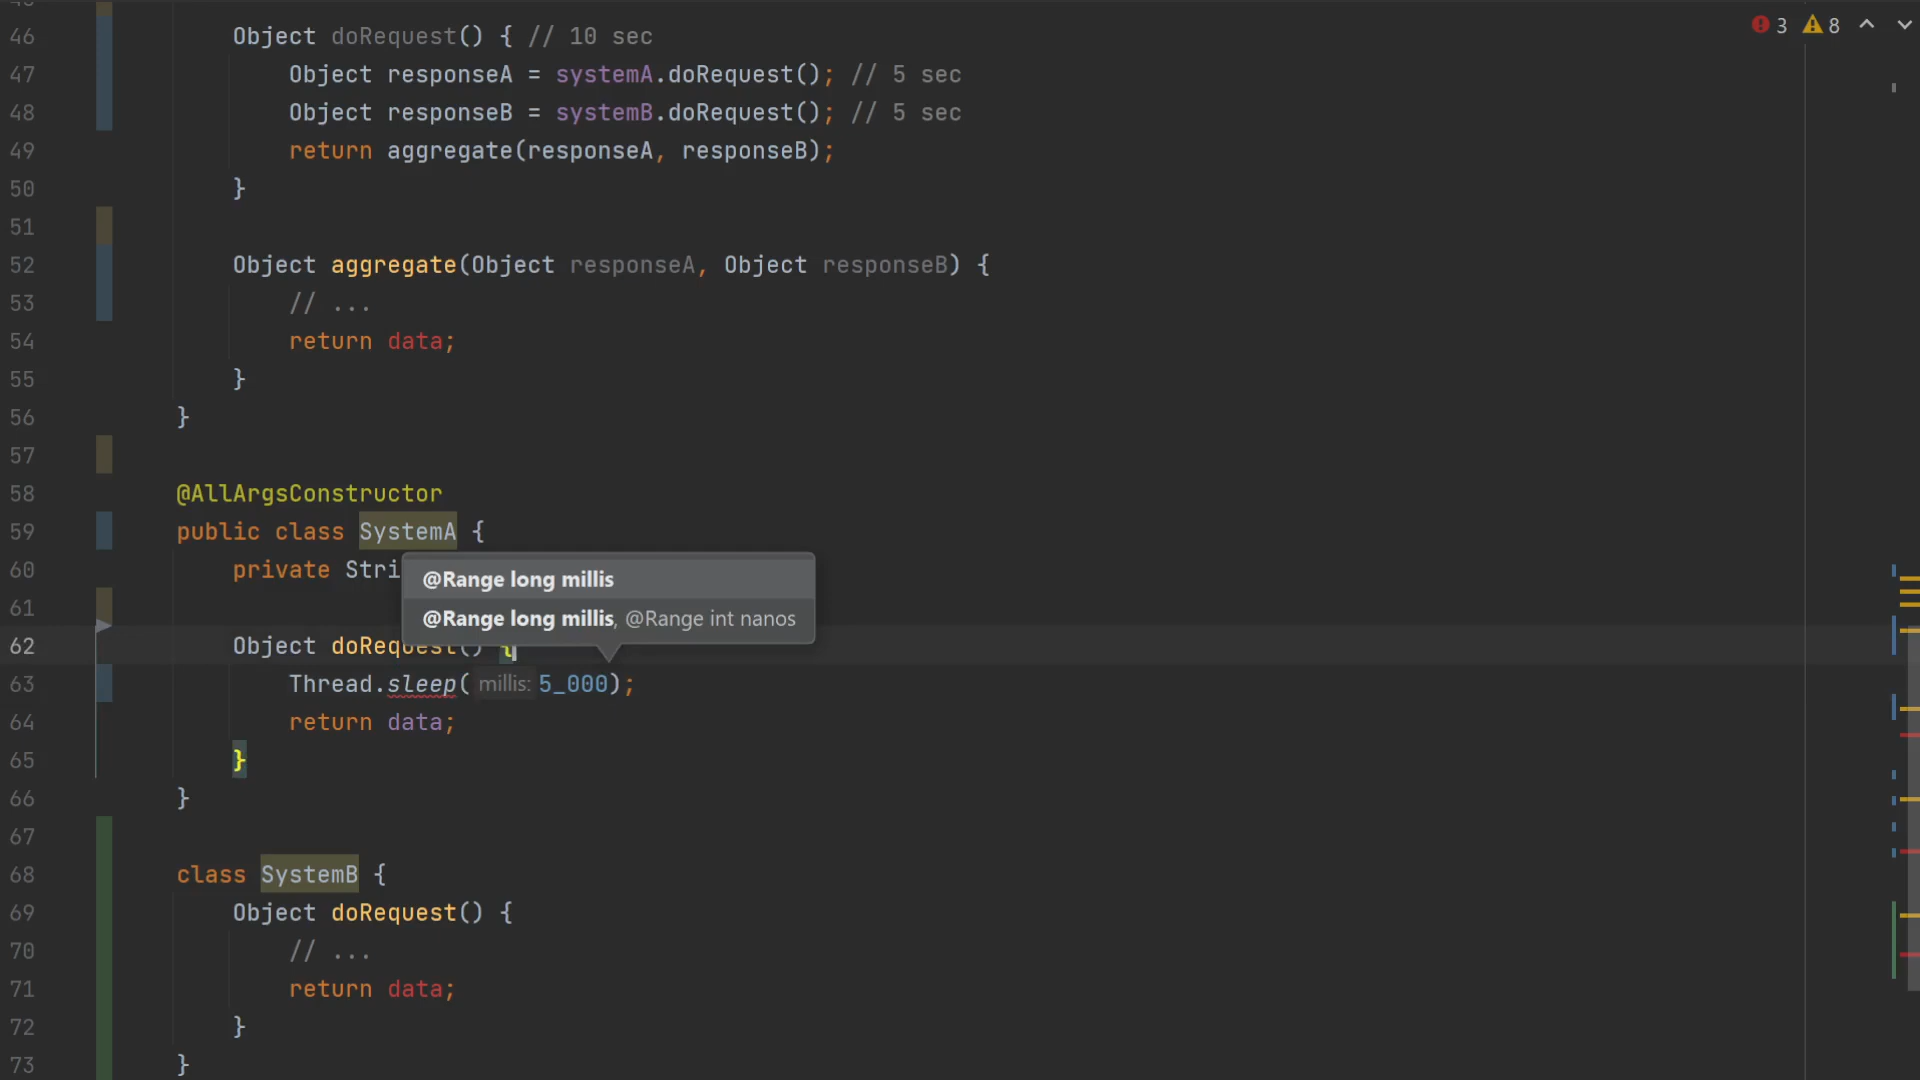 46 Object doRequest() { // 10 sec
47 Object responseA = systemA.doRequest(); // 5 sec
48 Object responseB = systemB.doRequest(); // 5 sec
49 return aggregate(responseA, responseB);
50 }
51
52 Object aggregate(Object responseA, Object responseB) {
53 // ...
54 return data;
55 }
56 }
57
58 @AllArgsConstructor
59 public class SystemA {
60 private Stri
@Range long millis
61
@Range long millis, @Range int nanos
62 Object doRequest() {
63 Thread.sleep( millis: 5_000);
64 return data;
65 }
66 }
67
68 class SystemB {
69 Object doRequest() {
70 // ...
71 return data;
72 }
73 }
3 8